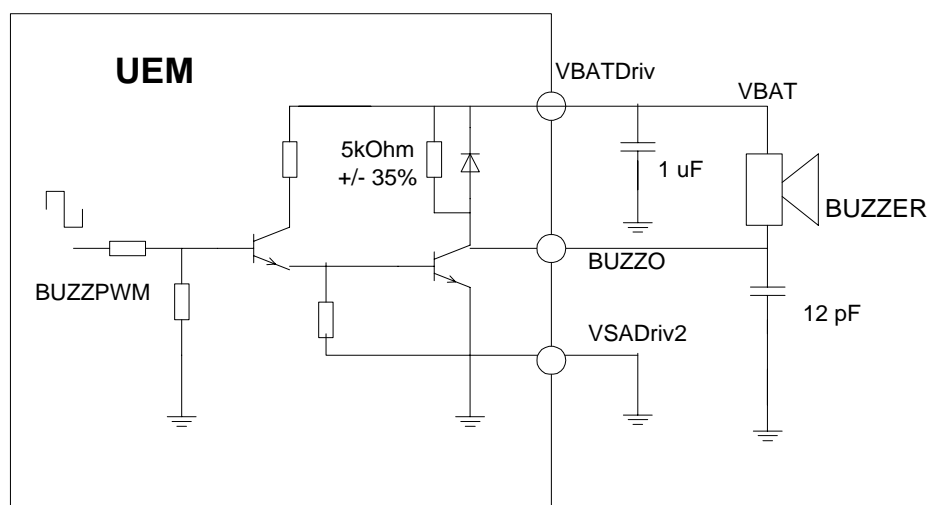 UEM
VBATDriv
VBAT
5kOhm
+/- 35%
1 uF
BUZZER
BUZZO
BUZZPWM
12 pF
VSADriv2